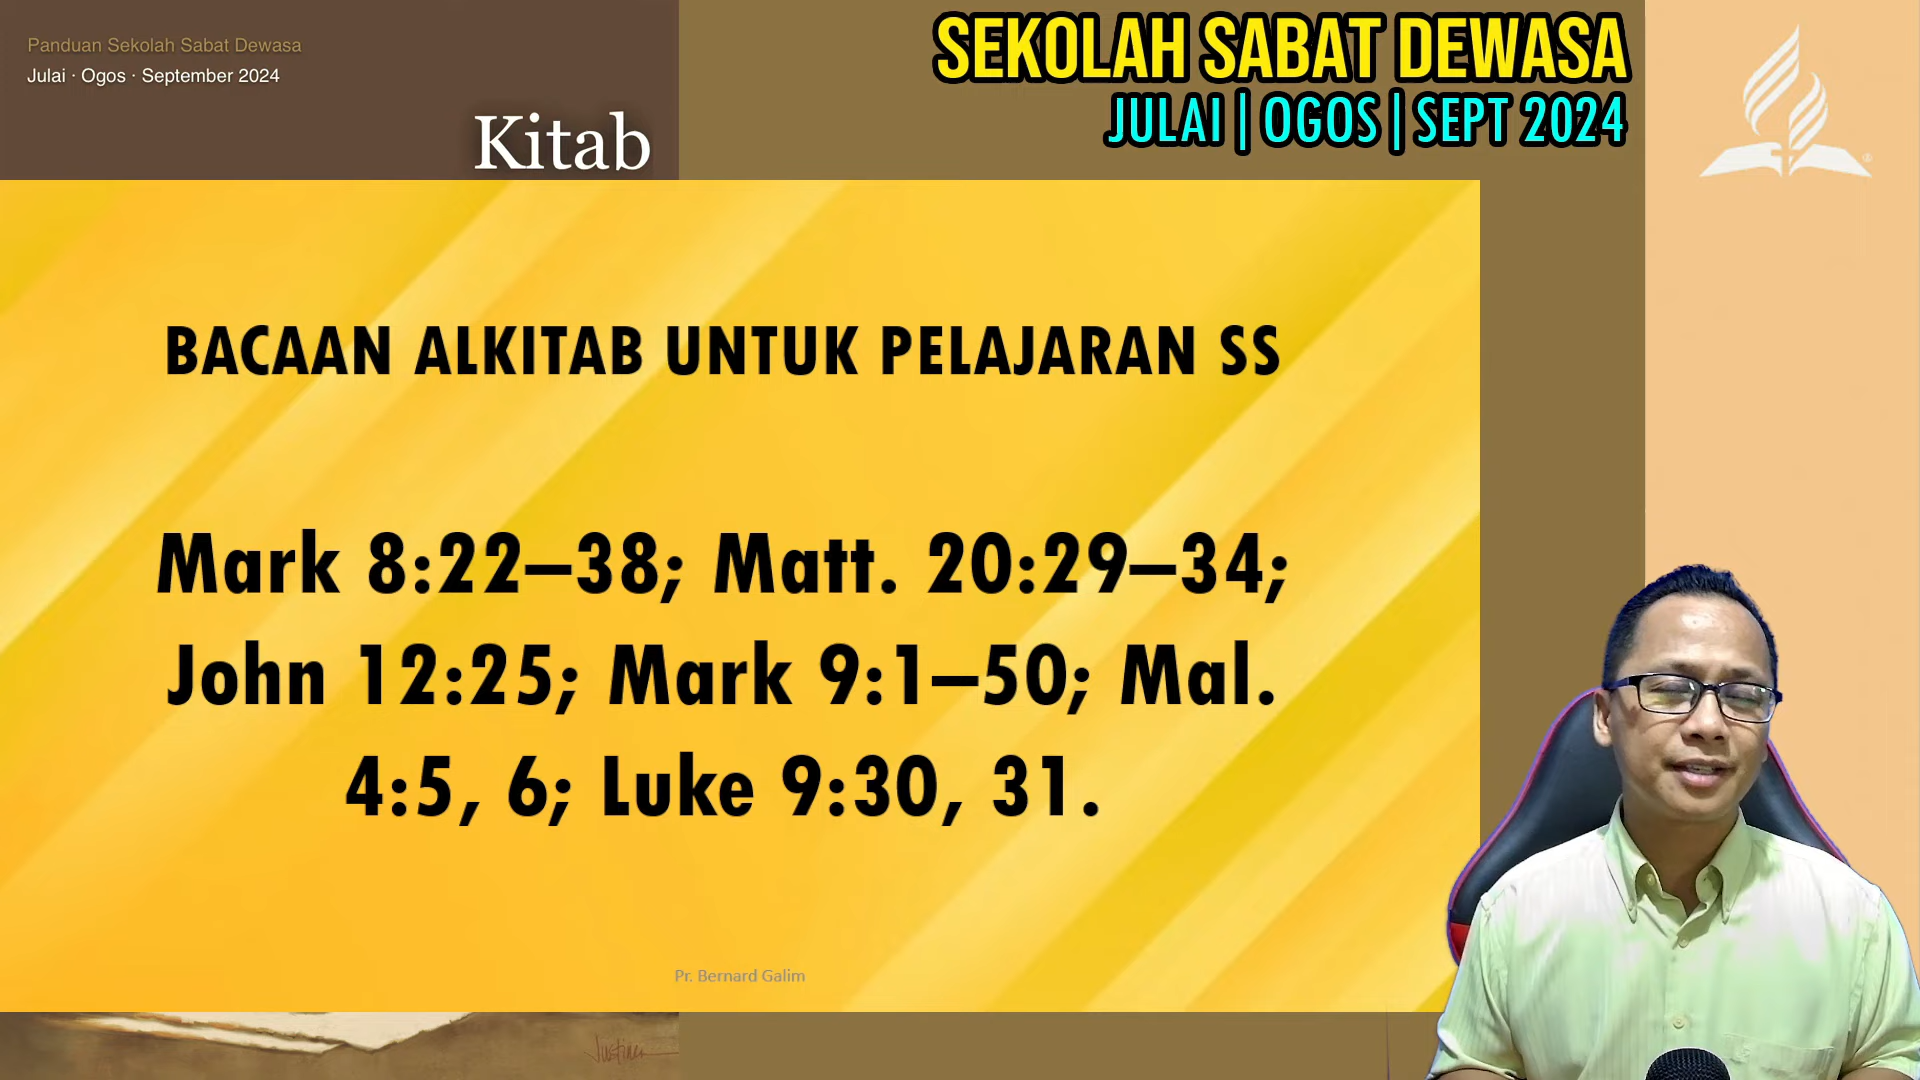 Panduan Sekolah Sabat Dewasa
Julai · Ogos · September 2024
Kitab
SEKOLAH SABAT DEWASA
JULAI | OGOS | SEPT 2024
®
BACAAN ALKITAB UNTUK PELAJARAN SS
Mark 8:22–38; Matt. 20:29–34;
John 12:25; Mark 9:1–50; Mal.
4:5, 6; Luke 9:30, 31.
Pr. Bernard Galim